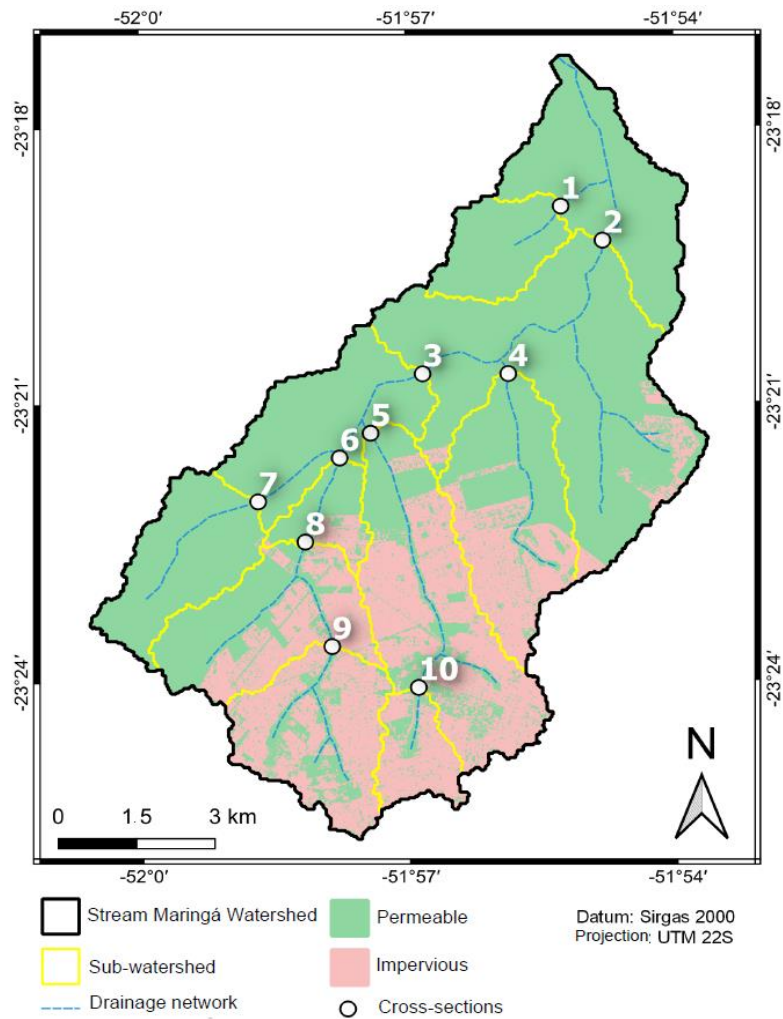 -52°0′ -51°57′ -51°54′
-23°18′ -23°18′
1
2
3 4
-23°21′ -23°21′
5
6
7
8
9
10
-23°24′ -23°24′
N
0 1.5 3 km
-52°0′ -51°57′ -51°54′
Stream Maringá Watershed Permeable Datum: Sirgas 2000
Projection: UTM 22S
Sub-watershed Impervious
Drainage network Cross-sections